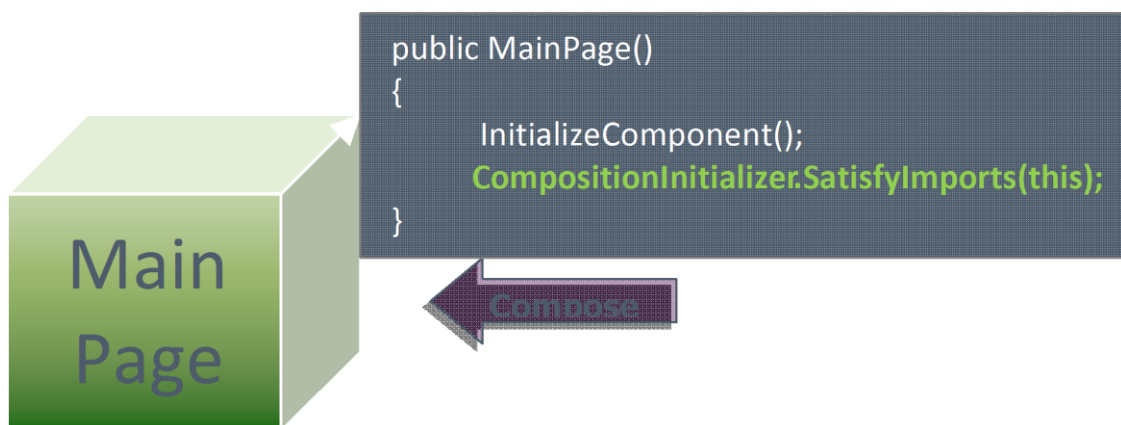 public MainPage()
{
InitializeComponent();
CompositionInitializer.SatisfyImports(this);
}
Main
Page
Compose